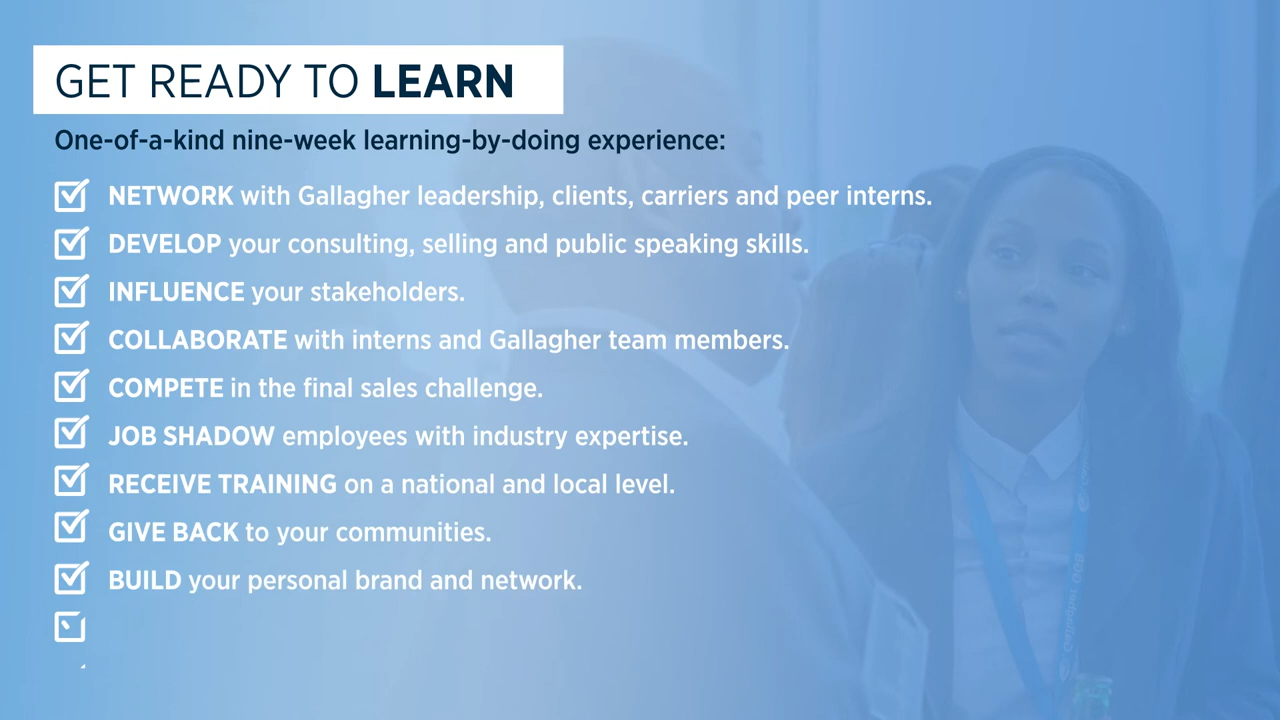 GET READY TO LEARN
One-of-a-kind nine-week learning-by-doing experience:
NETWORK with Gallagher leadership, clients, carriers and peer interns.
DEVELOP your consulting, selling and public speaking skills.
INFLUENCE your stakeholders.
COLLABORATE with interns and Gallagher team members.
COMPETE in the final sales challenge.
JOB SHADOW employees with industry expertise.
RECEIVE TRAINING on a national and local level.
GIVE BACK to your communities.
BUILD your personal brand and network.